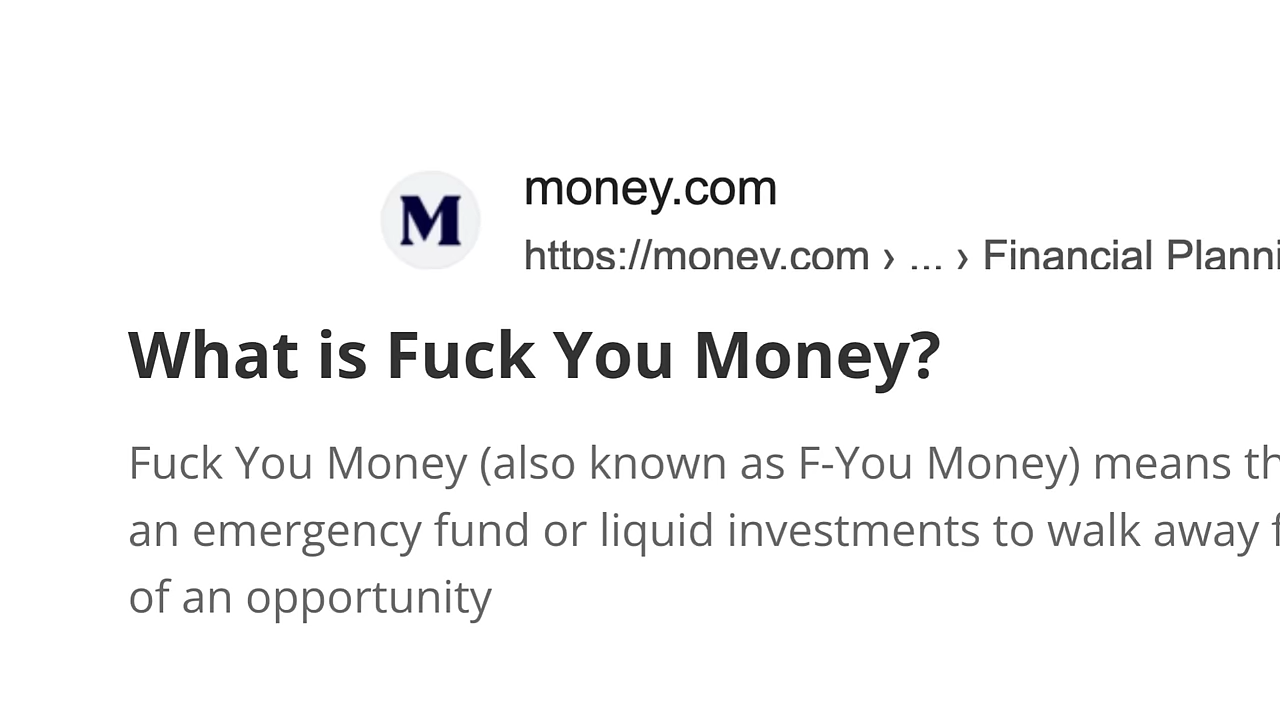 M
money.com
https://money.com › ... › Financial Planni
What is Fuck You Money?
Fuck You Money (also known as F-You Money) means th
an emergency fund or liquid investments to walk away f
of an opportunity